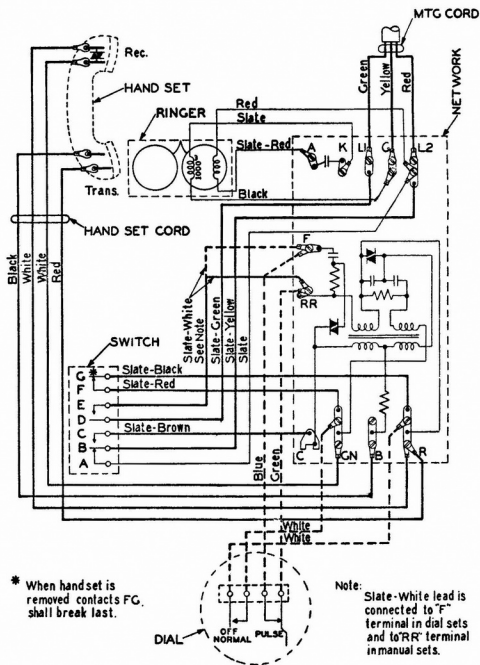 MTG CORD
Rec.
HAND SET
Green
Yellow
Red
NETWORK
RINGER
Red
Slate
Slate-Red
A
K
L1
G
L2
1000Ω
Black
Trans.
HAND SET CORD
Black
White
White
Red
Slate-White
See Note
Slate-Green
Slate-Yellow
Slate
F
RR
SWITCH
G*
F
E
D
C
B
A
Slate-Black
Slate-Red
Slate-Brown
C
GN
B
R
Blue
Green
White
White
* When handset is
removed contacts FG
shall break last.
DIAL
OFF
NORMAL
PULSE
Note:
Slate-White lead is
connected to "F"
terminal in dial sets
and to "RR" terminal
in manual sets.